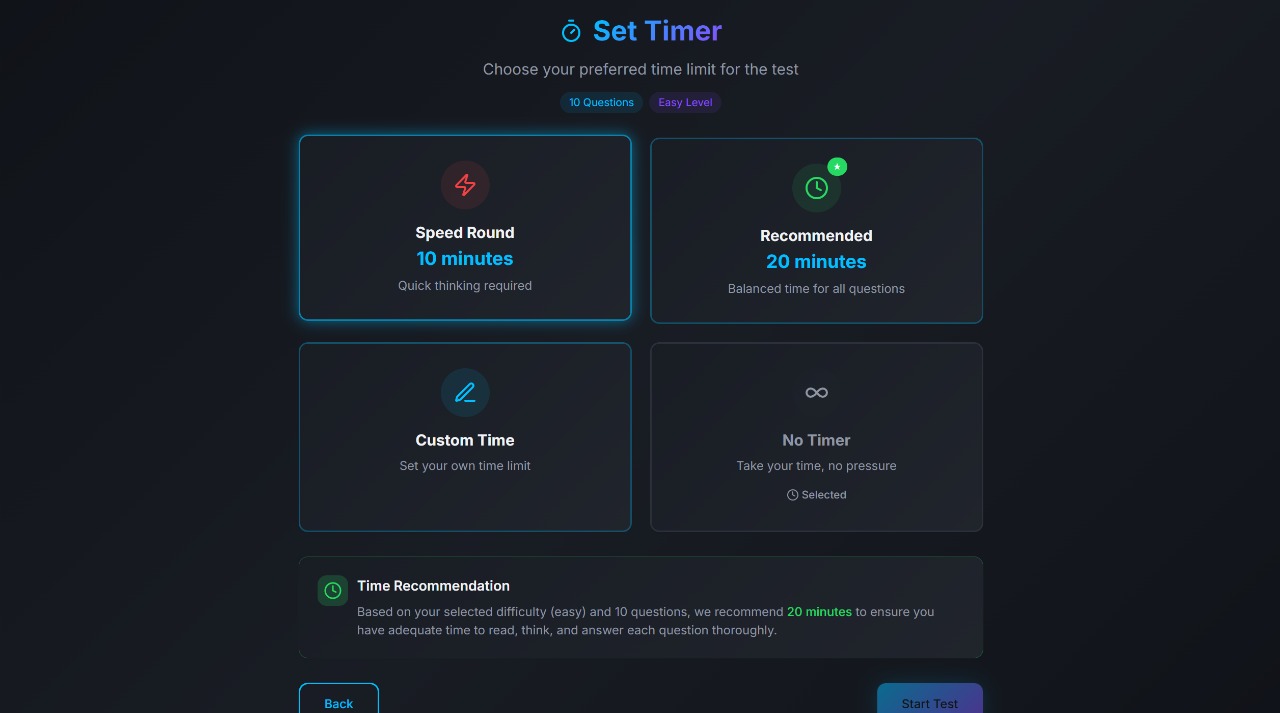 Set Timer
Choose your preferred time limit for the test
10 Questions
Easy Level
Speed Round
10 minutes
Quick thinking required
Recommended
20 minutes
Balanced time for all questions
Custom Time
Set your own time limit
No Timer
Take your time, no pressure
Selected
Time Recommendation
Based on your selected difficulty (easy) and 10 questions, we recommend 20 minutes to ensure you
have adequate time to read, think, and answer each question thoroughly.
Back
Start Test